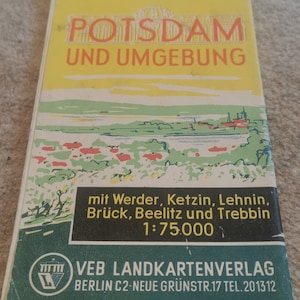 POTSDAM
UND UMGEBUNG
mit Werder, Ketzin, Lehnin,
Brück, Beelitz und Trebbin
1:75000
VEB LANDKARTENVERLAG
BERLIN C2·NEUE GRÜNSTR.17 TEL.201312